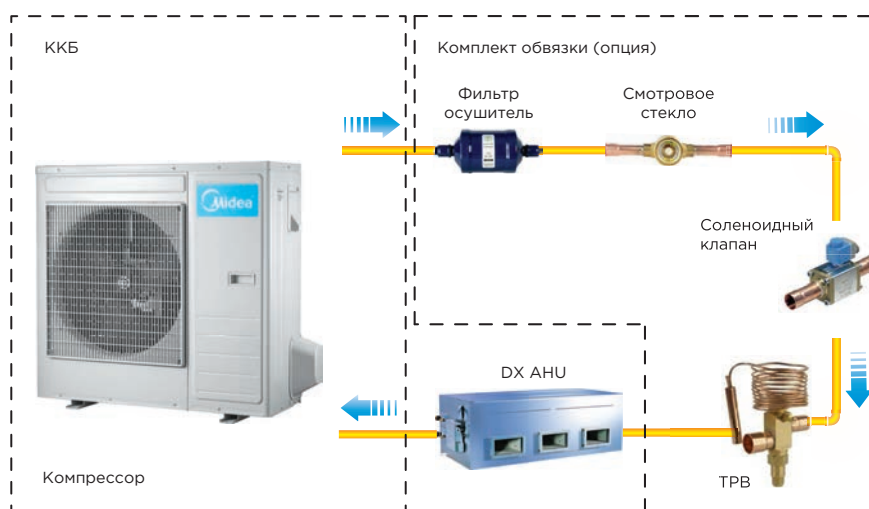 ККБ
Комплект обвязки (опция)
Фильтр
осушитель
Смотровое
стекло
Midea
Соленоидный
клапан
DX AHU
Компрессор
ТРВ